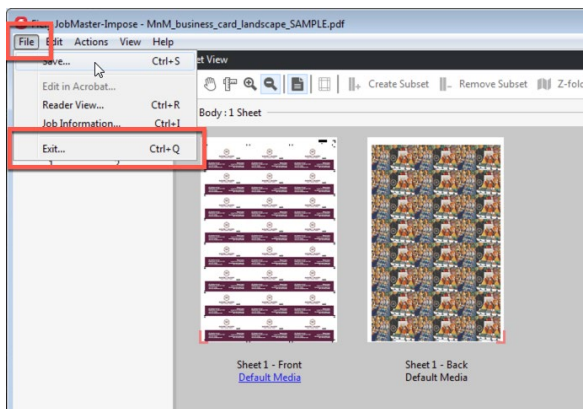 JobMaster-Impose - MnM_business_card_landscape_SAMPLE.pdf
File Edit Actions View Help
Save... Ctrl+S
Edit in Acrobat...
Reader View... Ctrl+R
Job Information... Ctrl+I
Exit... Ctrl+Q
et View
Create Subset Remove Subset Z-fold
Body : 1 Sheet
Sheet 1 - Front
Default Media
Sheet 1 - Back
Default Media